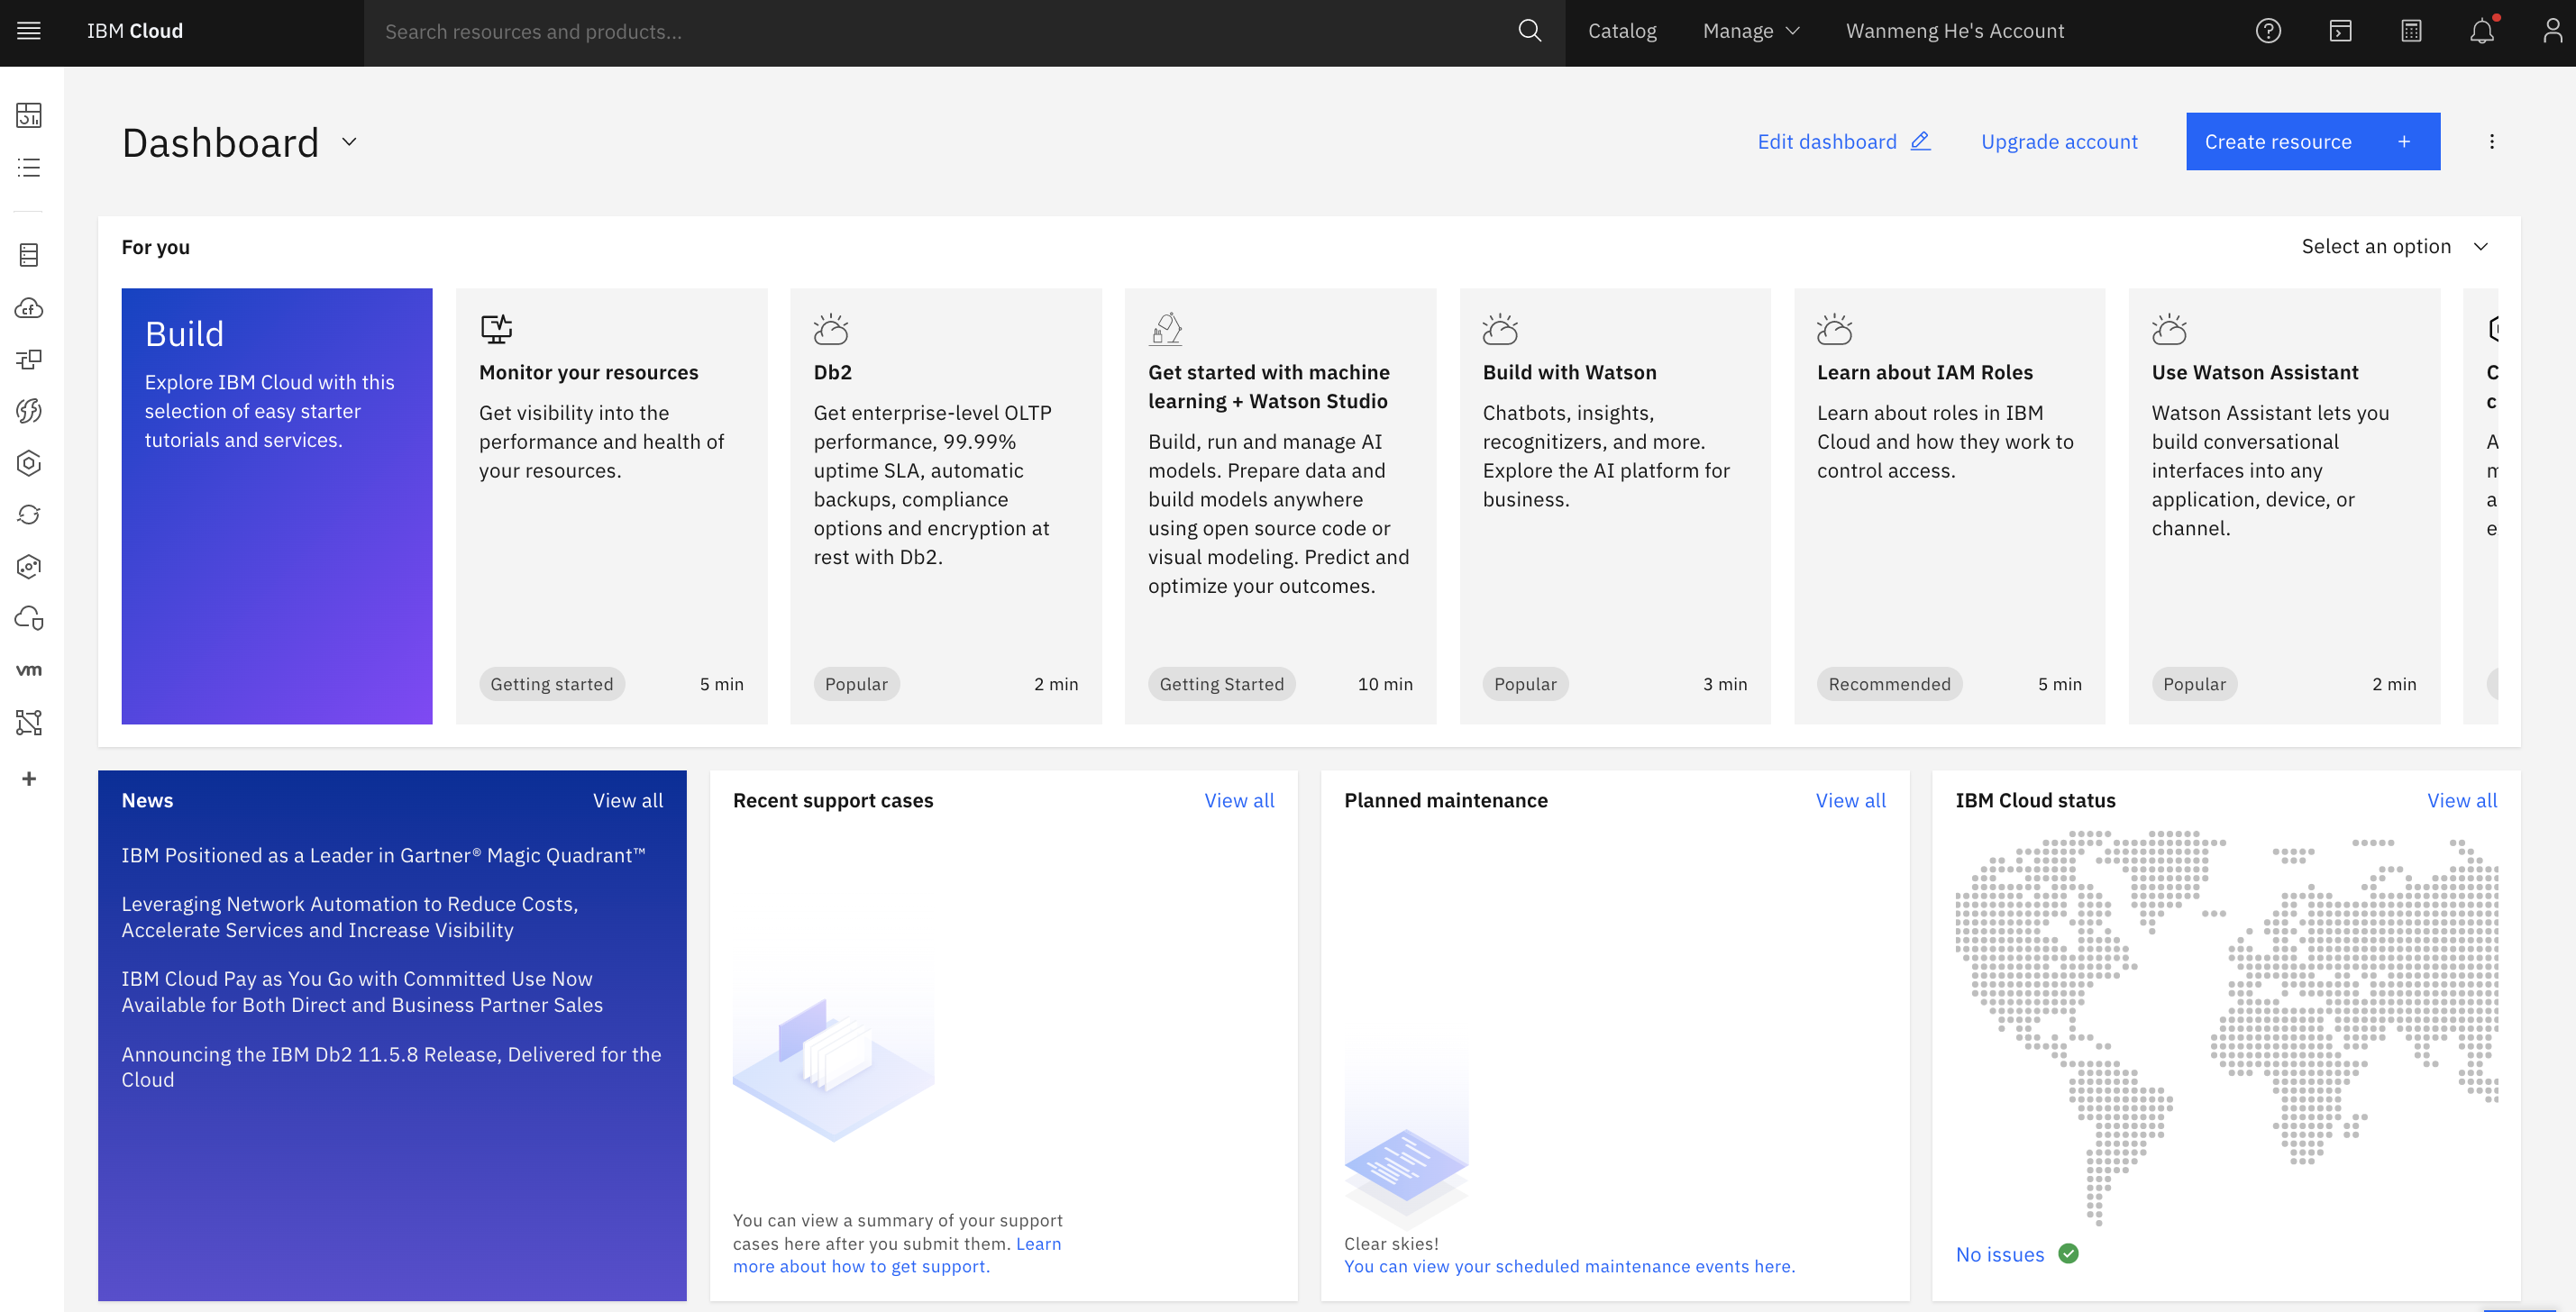 IBM Cloud
Search resources and products...
Catalog
Manage
Wanmeng He's Account
Dashboard
Edit dashboard
Upgrade account
Create resource +
For you
Select an option
Build
Explore IBM Cloud with this
selection of easy starter
tutorials and services.
Monitor your resources
Get visibility into the
performance and health of
your resources.
Getting started
5 min
Db2
Get enterprise-level OLTP
performance, 99.99%
uptime SLA, automatic
backups, compliance
options and encryption at
rest with Db2.
Popular
2 min
Get started with machine
learning + Watson Studio
Build, run and manage AI
models. Prepare data and
build models anywhere
using open source code or
visual modeling. Predict and
optimize your outcomes.
Getting Started
10 min
Build with Watson
Chatbots, insights,
recognitizers, and more.
Explore the AI platform for
business.
Popular
3 min
Learn about IAM Roles
Learn about roles in IBM
Cloud and how they work to
control access.
Recommended
5 min
Use Watson Assistant
Watson Assistant lets you
build conversational
interfaces into any
application, device, or
channel.
Popular
2 min
vm
News
View all
IBM Positioned as a Leader in Gartner® Magic Quadrant™
Leveraging Network Automation to Reduce Costs,
Accelerate Services and Increase Visibility
IBM Cloud Pay as You Go with Committed Use Now
Available for Both Direct and Business Partner Sales
Announcing the IBM Db2 11.5.8 Release, Delivered for the
Cloud
Recent support cases
View all
You can view a summary of your support
cases here after you submit them. Learn
more about how to get support.
Planned maintenance
View all
Clear skies!
You can view your scheduled maintenance events here.
IBM Cloud status
View all
No issues